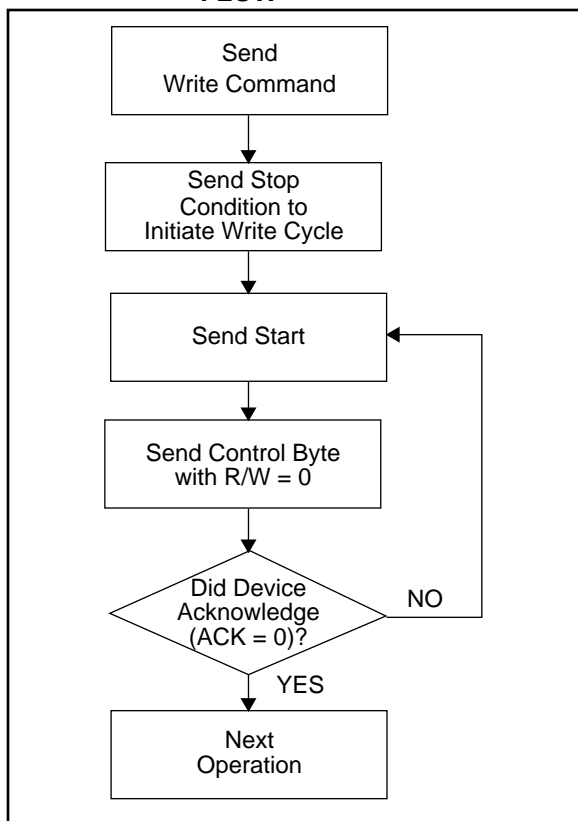 Send
Write Command
Send Stop
Condition to
Initiate Write Cycle
Send Start
Send Control Byte
with R/W = 0
Did Device
Acknowledge
(ACK = 0)?
NO
YES
Next
Operation